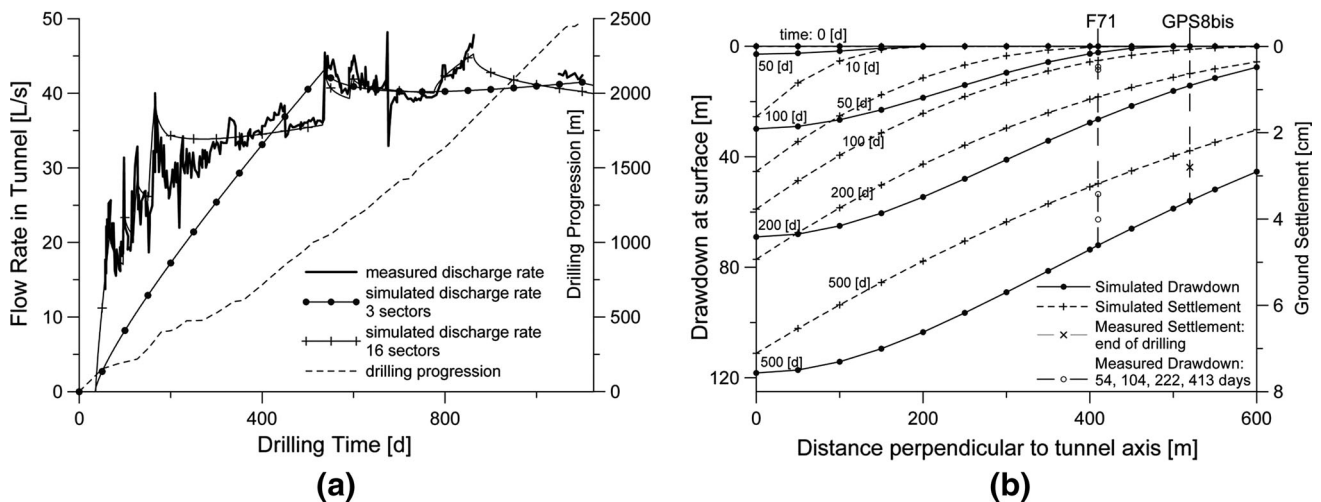 50
40
30
20
10
0
Flow Rate in Tunnel [L/s]
2500
2000
1500
1000
500
0
Drilling Progression [m]
measured discharge rate
simulated discharge rate
3 sectors
simulated discharge rate
16 sectors
drilling progression
0
400
800
Drilling Time [d]
(a)
F71
GPS8bis
0
40
80
120
Drawdown at surface [m]
time: 0 [d]
50 [d]
10 [d]
100 [d]
50 [d]
100 [d]
200 [d]
200 [d]
500 [d]
500 [d]
0
2
4
6
8
Ground Settlement [cm]
Simulated Drawdown
Simulated Settlement
Measured Settlement:
end of drilling
Measured Drawdown:
54, 104, 222, 413 days
0
200
400
600
Distance perpendicular to tunnel axis [m]
(b)